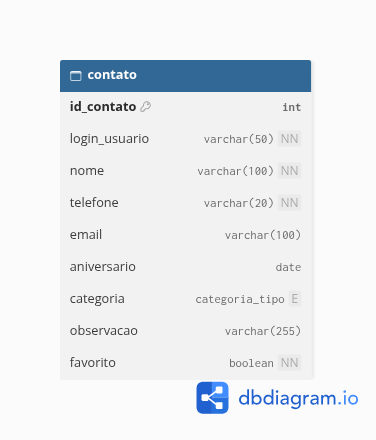 contato
id_contato int
login_usuario varchar(50) NN
nome varchar(100) NN
telefone varchar(20) NN
email varchar(100)
aniversario date
categoria categoria_tipo E
observacao varchar(255)
favorito boolean NN
dbdiagram.io